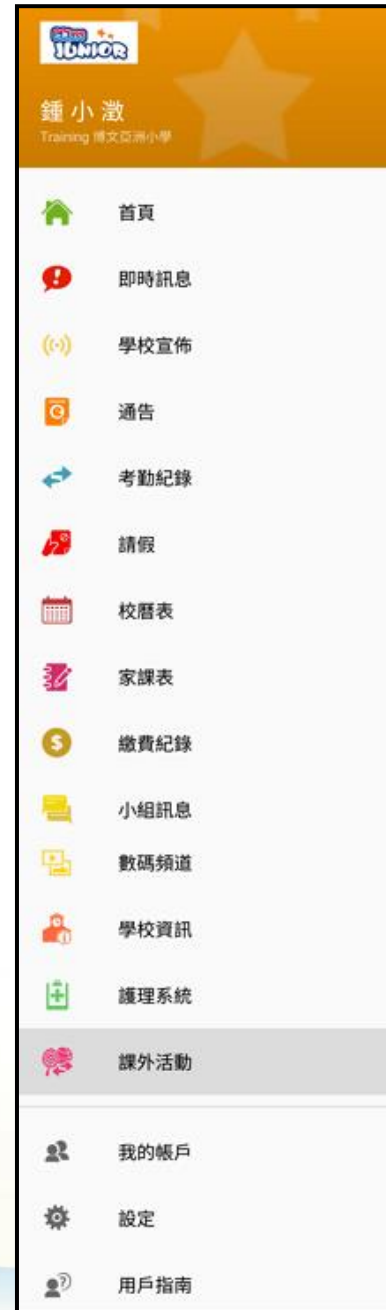 JUNIOR
鍾小澂
Training 博文亞洲小學
首頁
即時訊息
學校宣佈
通告
考勤紀錄
請假
校曆表
家課表
繳費紀錄
小組訊息
數碼頻道
學校資訊
護理系統
課外活動
我的帳戶
設定
用戶指南